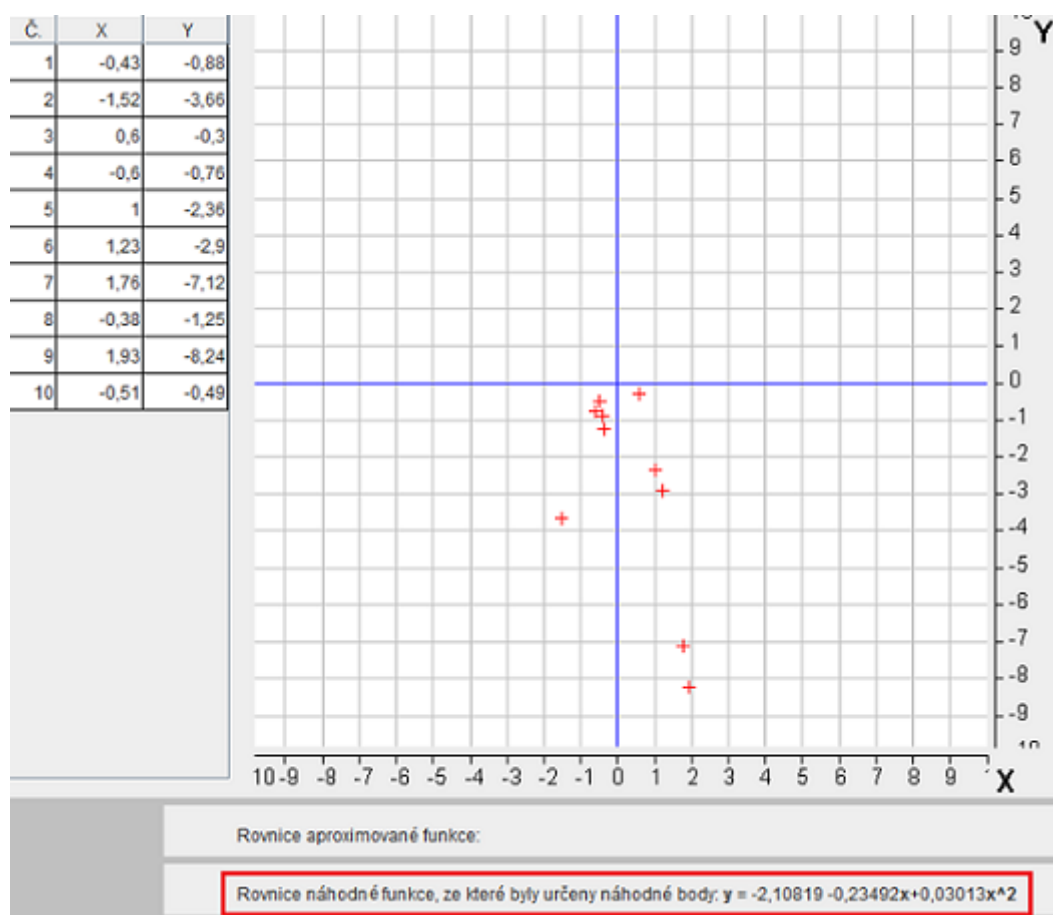 Č. X Y
1 -0,43 -0,88
2 -1,52 -3,66
3 0,6 -0,3
4 -0,6 -0,76
5 1 -2,36
6 1,23 -2,9
7 1,76 -7,12
8 -0,38 -1,25
9 1,93 -8,24
10 -0,51 -0,49
Y
9
8
7
6
5
4
3
2
1
0
-1
-2
-3
-4
-5
-6
-7
-8
-9
10 -9 -8 -7 -6 -5 -4 -3 -2 -1 0 1 2 3 4 5 6 7 8 9 X
Rovnice aproximované funkce:
Rovnice náhodné funkce, ze které byly určeny náhodné body: y = -2,10819 -0,23492x+0,03013x^2